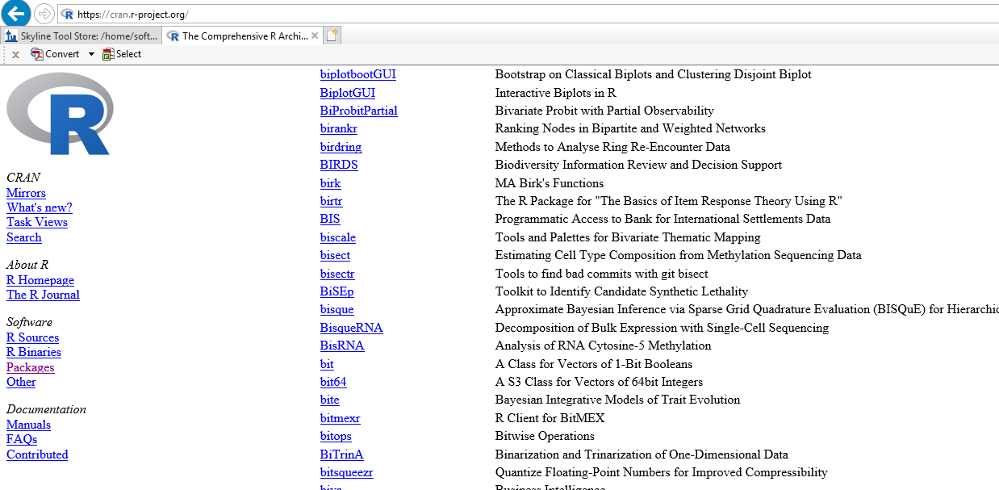 https://cran.r-project.org/
Skyline Tool Store: /home/soft...
The Comprehensive R Archi...
x Convert Select
R
CRAN
Mirrors
What's new?
Task Views
Search
About R
R Homepage
The R Journal
Software
R Sources
R Binaries
Packages
Other
Documentation
Manuals
FAQs
Contributed
biplotbootGUI Bootstrap on Classical Biplots and Clustering Disjoint Biplot
BiplotGUI Interactive Biplots in R
BiProbitPartial Bivariate Probit with Partial Observability
birankr Ranking Nodes in Bipartite and Weighted Networks
birdring Methods to Analyse Ring Re-Encounter Data
BIRDS Biodiversity Information Review and Decision Support
birk MA Birk's Functions
birtr The R Package for "The Basics of Item Response Theory Using R"
BIS Programmatic Access to Bank for International Settlements Data
biscale Tools and Palettes for Bivariate Thematic Mapping
bisect Estimating Cell Type Composition from Methylation Sequencing Data
bisectr Tools to find bad commits with git bisect
BiSEp Toolkit to Identify Candidate Synthetic Lethality
bisque Approximate Bayesian Inference via Sparse Grid Quadrature Evaluation (BISQuE) for Hierarchic
BisqueRNA Decomposition of Bulk Expression with Single-Cell Sequencing
BisRNA Analysis of RNA Cytosine-5 Methylation
bit A Class for Vectors of 1-Bit Booleans
bit64 A S3 Class for Vectors of 64bit Integers
bite Bayesian Integrative Models of Trait Evolution
bitmexr R Client for BitMEX
bitops Bitwise Operations
BiTrinA Binarization and Trinarization of One-Dimensional Data
bitsqueezr Quantize Floating-Point Numbers for Improved Compressibility
Business Intelligence